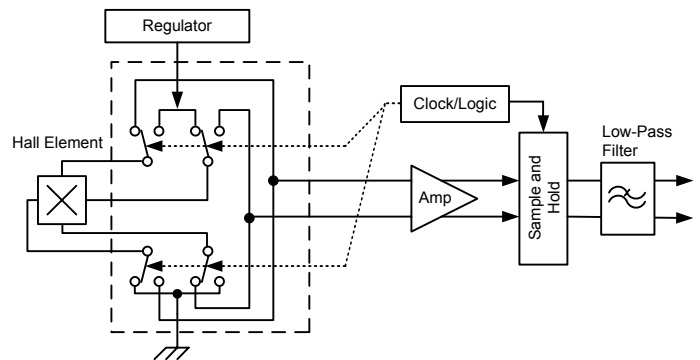 Regulator
Hall Element
Clock/Logic
Amp
Sample and
Hold
Low-Pass
Filter